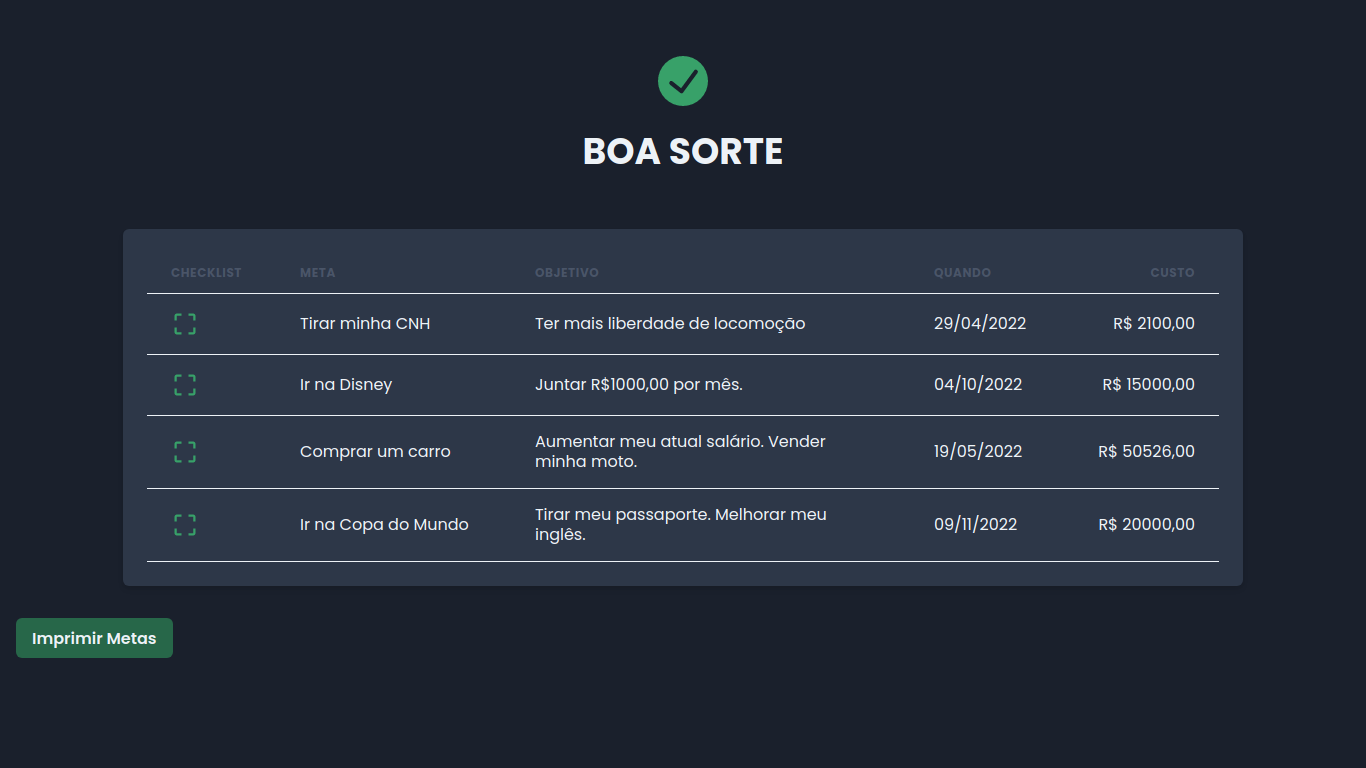 BOA SORTE
CHECKLIST META OBJETIVO QUANDO CUSTO
Tirar minha CNH Ter mais liberdade de locomoção 29/04/2022 R$ 2100,00
Ir na Disney Juntar R$1000,00 por mês. 04/10/2022 R$ 15000,00
Comprar um carro Aumentar meu atual salário. Vender
minha moto. 19/05/2022 R$ 50526,00
Ir na Copa do Mundo Tirar meu passaporte. Melhorar meu
inglês. 09/11/2022 R$ 20000,00
Imprimir Metas